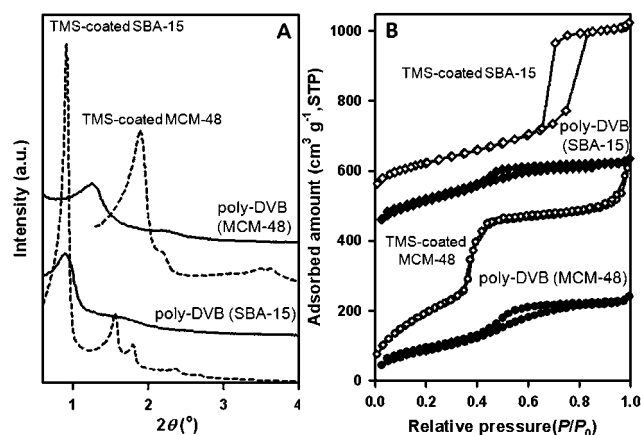 A
TMS-coated SBA-15
TMS-coated MCM-48
poly-DVB
(MCM-48)
poly-DVB (SBA-15)
Intensity (a.u.)
1 2 3 4
2θ(°)
B
1000
800
600
400
200
0
TMS-coated SBA-15
poly-DVB
(SBA-15)
TMS-coated
MCM-48
poly-DVB (MCM-48)
Adsorbed amount (cm³ g⁻¹, STP)
0.0 0.2 0.4 0.6 0.8 1.0
Relative pressure(P/P₀)